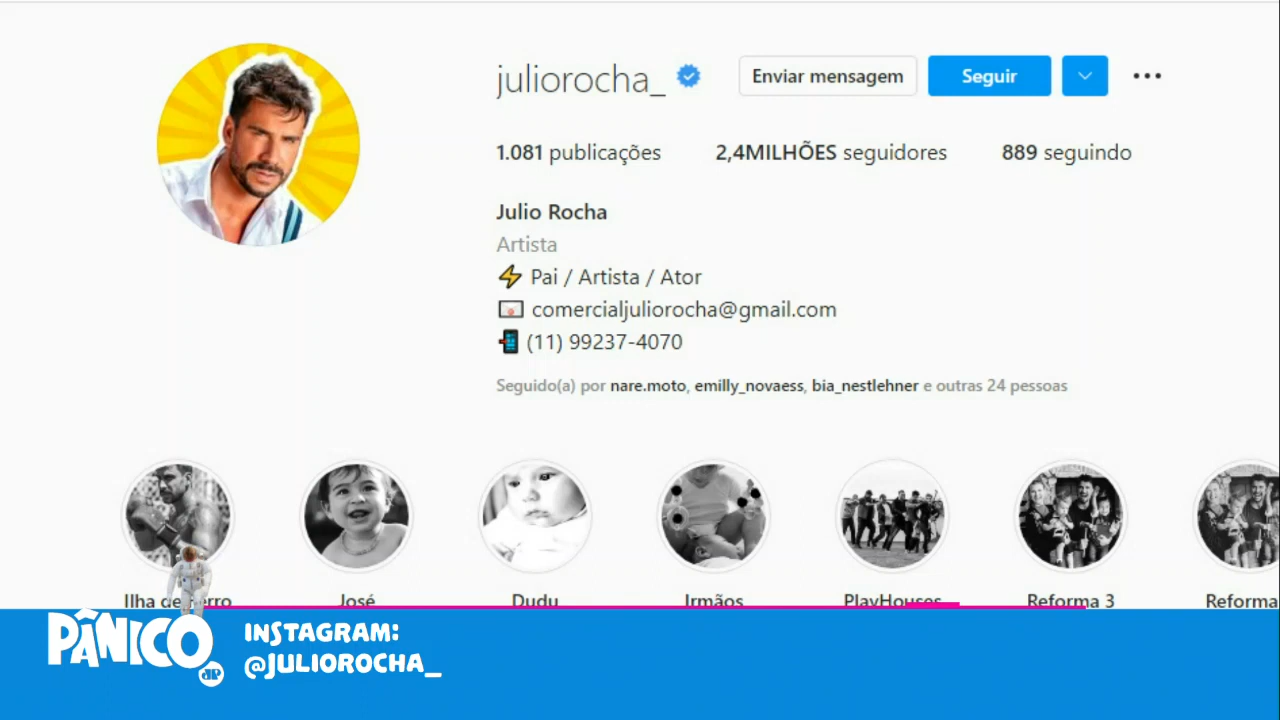 juliorocha_ Enviar mensagem Seguir
1.081 publicações 2,4MILHÕES seguidores 889 seguindo
Julio Rocha
Artista
Pai / Artista / Ator
comercialjuliorocha@gmail.com
(11) 99237-4070
Seguido(a) por nare.moto, emilly_novaess, bia_nestlehner e outras 24 pessoas
José Dudu Irmãos PlayHouses Reforma 3 Reforma
PÂNICO
JP
INSTAGRAM:
@JULIOROCHA_